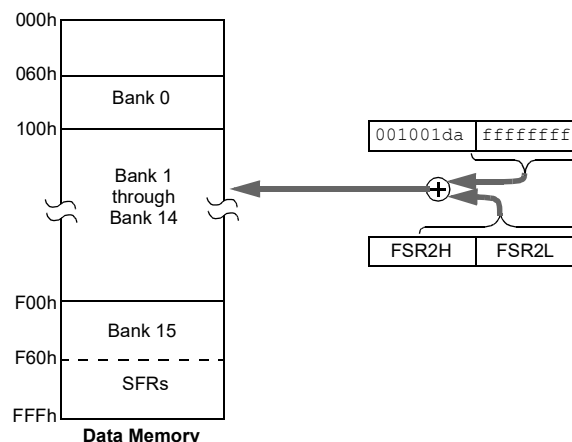 000h
060h
Bank 0
100h
001001da ffffffff
Bank 1
through
Bank 14
FSR2H FSR2L
F00h
Bank 15
F60h
SFRs
FFFh
Data Memory